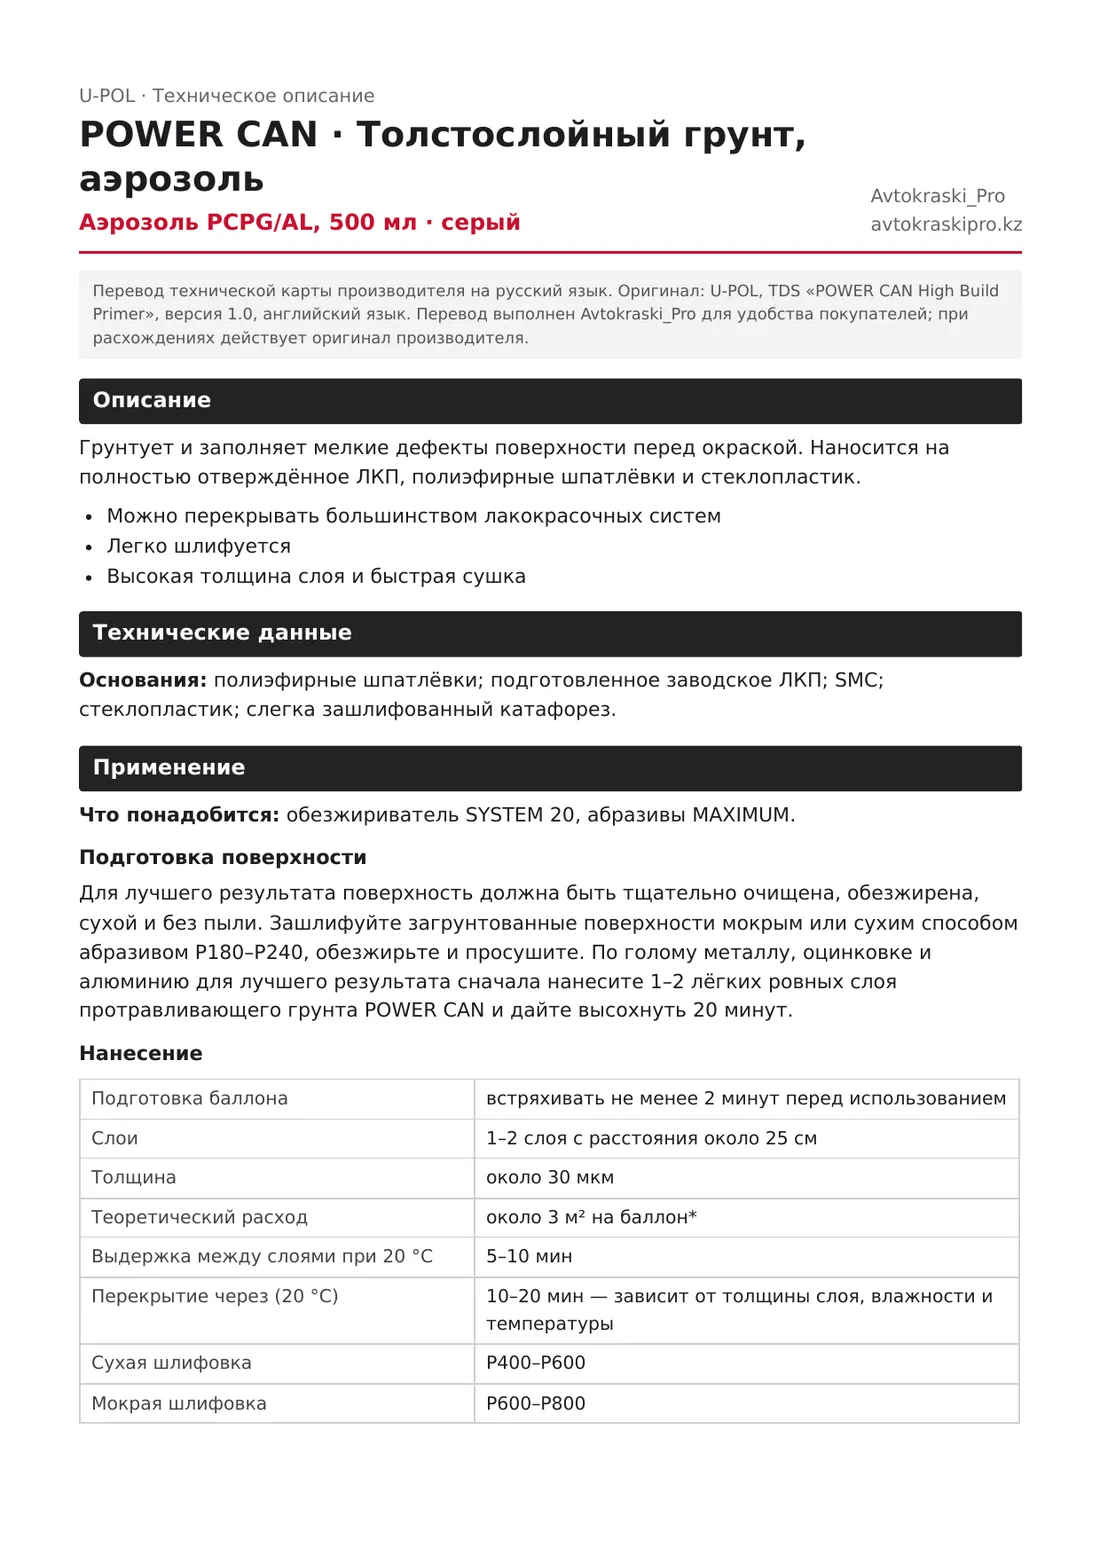 U-POL · Техническое описание
POWER CAN · Толстослойный грунт,
аэрозоль
Аэрозоль PCPG/AL, 500 мл · серый
Avtokraski_Pro
avtokraskipro.kz
Перевод технической карты производителя на русский язык. Оригинал: U-POL, TDS «POWER CAN High Build
Primer», версия 1.0, английский язык. Перевод выполнен Avtokraski_Pro для удобства покупателей; при
расхождениях действует оригинал производителя.
Описание
Грунтует и заполняет мелкие дефекты поверхности перед окраской. Наносится на
полностью отверждённое ЛКП, полиэфирные шпатлёвки и стеклопластик.
• Можно перекрывать большинством лакокрасочных систем
• Легко шлифуется
• Высокая толщина слоя и быстрая сушка
Технические данные
Основания: полиэфирные шпатлёвки; подготовленное заводское ЛКП; SMC;
стеклопластик; слегка зашлифованный катафорез.
Применение
Что понадобится: обезжириватель SYSTEM 20, абразивы MAXIMUM.
Подготовка поверхности
Для лучшего результата поверхность должна быть тщательно очищена, обезжирена,
сухой и без пыли. Зашлифуйте загрунтованные поверхности мокрым или сухим способом
абразивом P180–P240, обезжирьте и просушите. По голому металлу, оцинковке и
алюминию для лучшего результата сначала нанесите 1–2 лёгких ровных слоя
протравливающего грунта POWER CAN и дайте высохнуть 20 минут.
Нанесение
Подготовка баллона встряхивать не менее 2 минут перед использованием
Слои 1–2 слоя с расстояния около 25 см
Толщина около 30 мкм
Теоретический расход около 3 м² на баллон*
Выдержка между слоями при 20 °C 5–10 мин
Перекрытие через (20 °C) 10–20 мин — зависит от толщины слоя, влажности и
температуры
Сухая шлифовка P400–P600
Мокрая шлифовка P600–P800